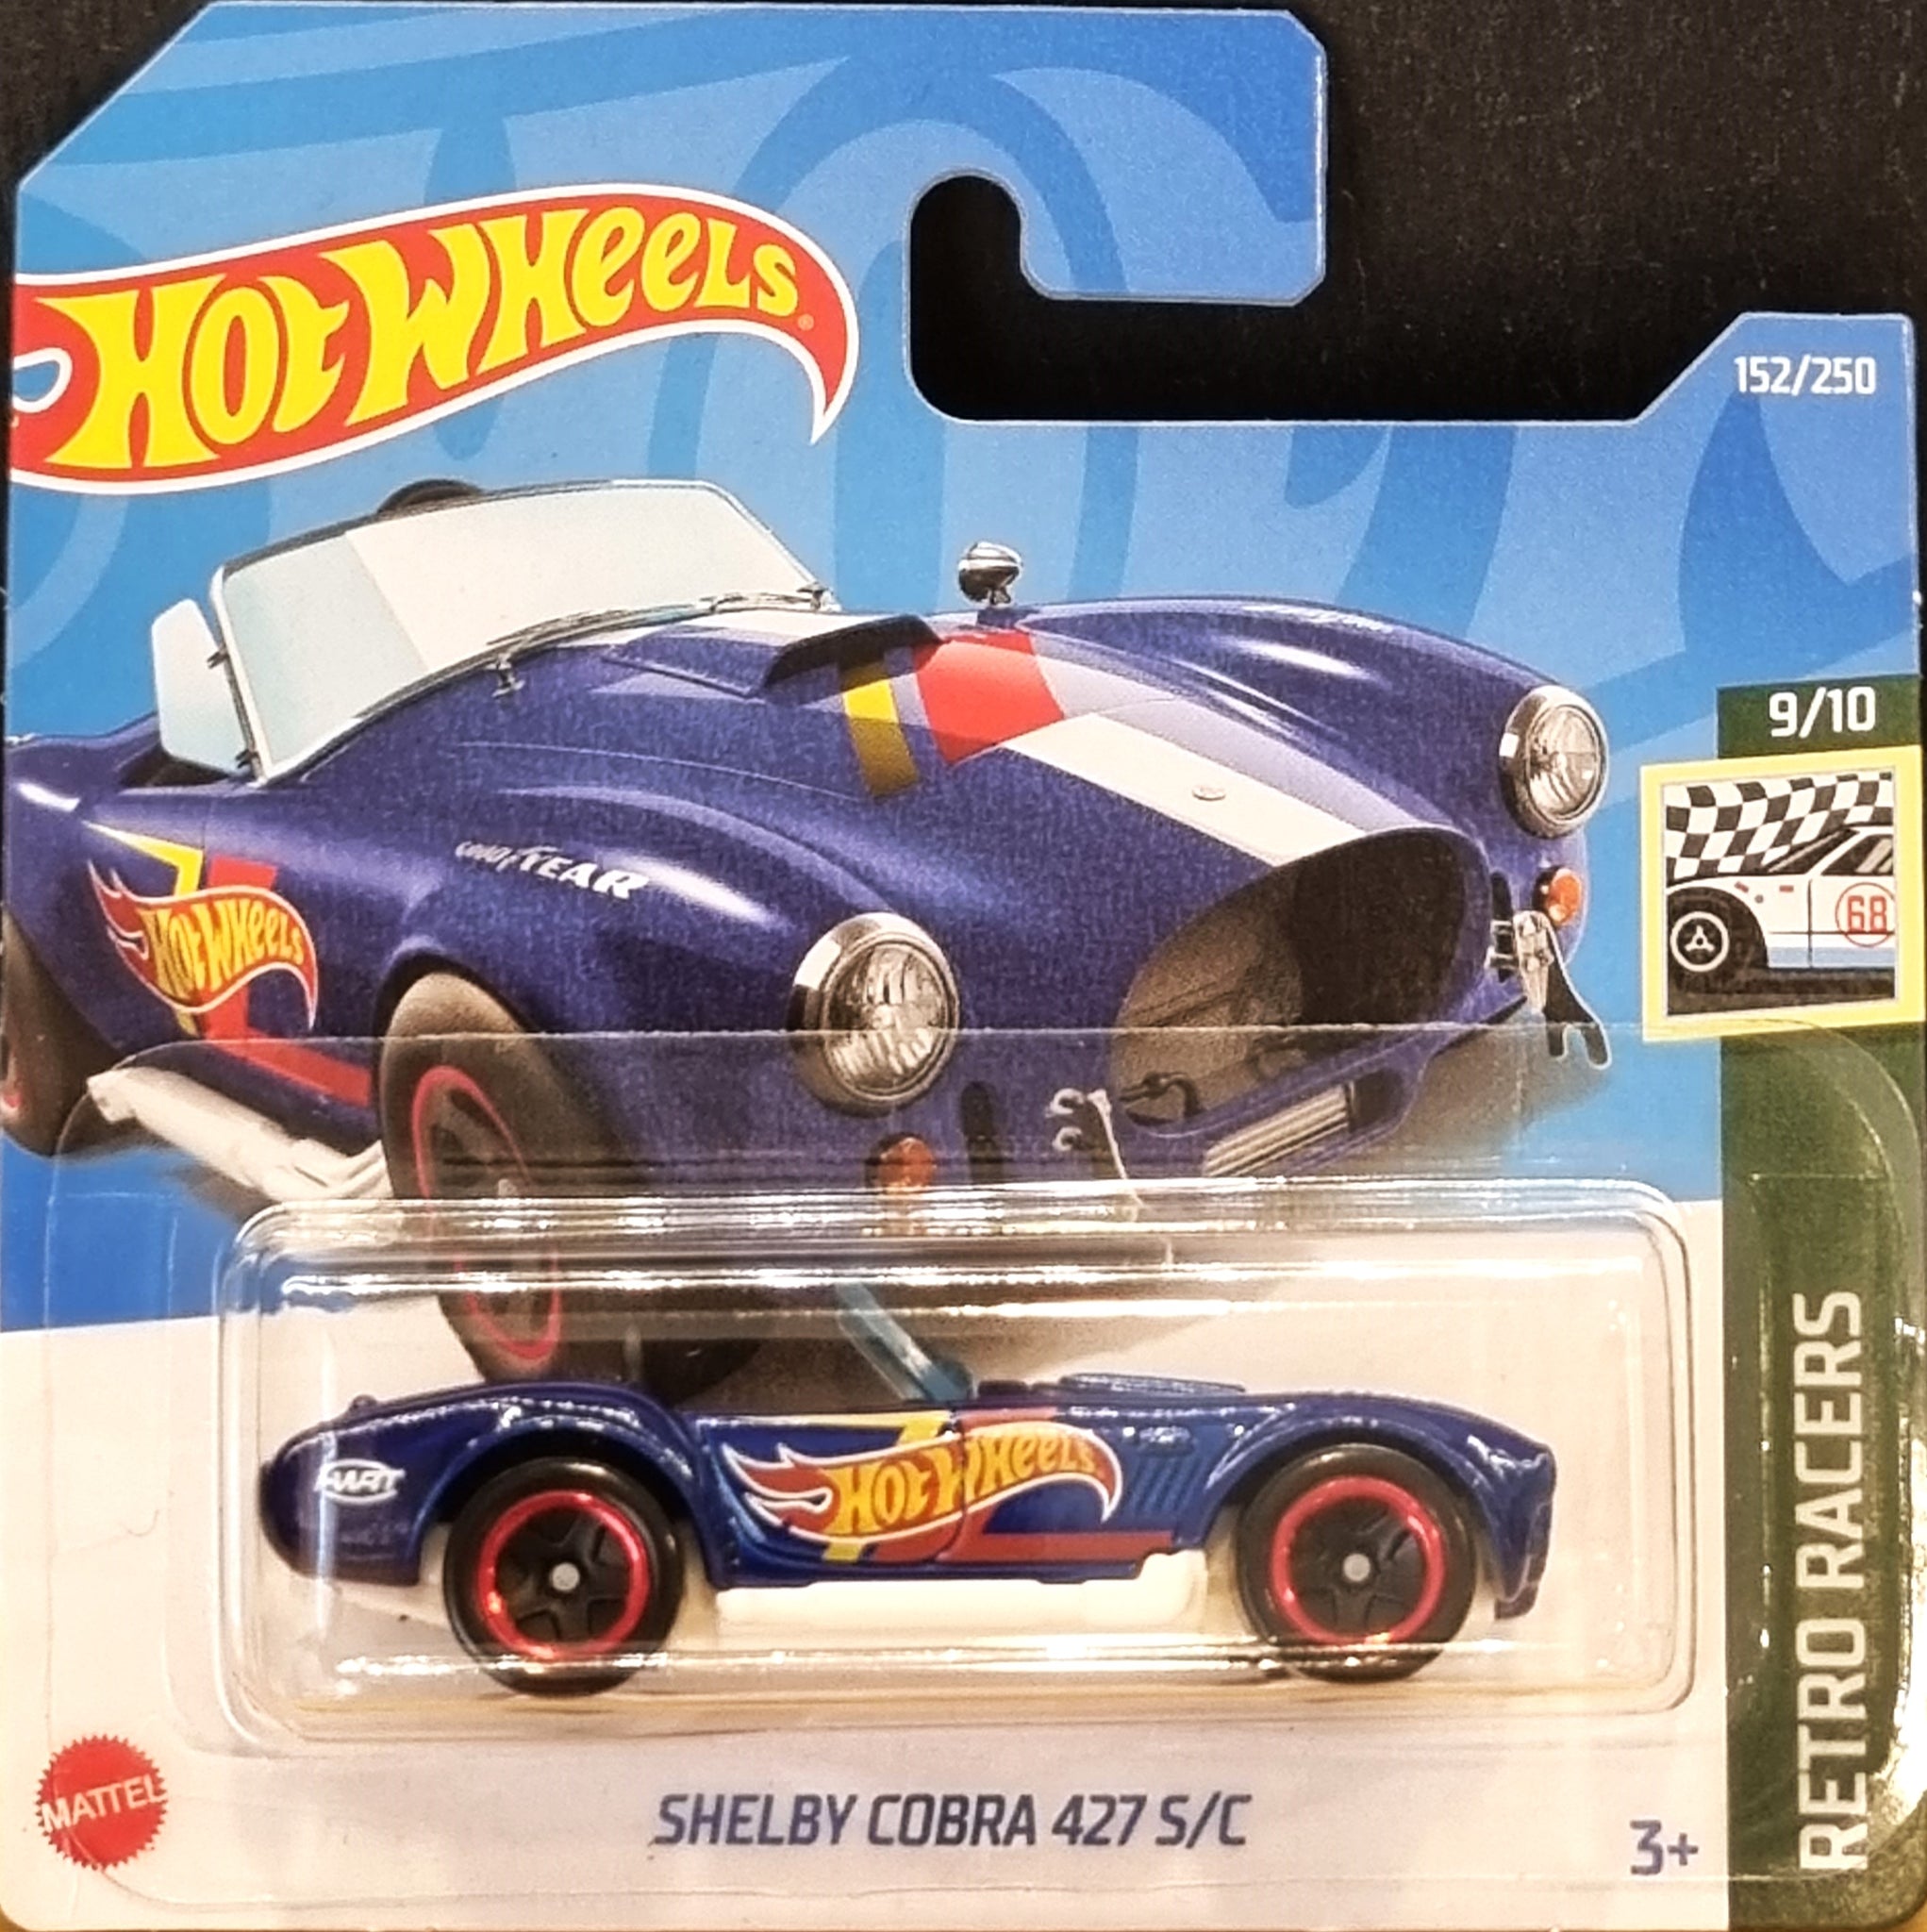 HOT WHEELS
152/250
9/10
68
GOODYEAR
HOT WHEELS
HOT WHEELS
MATTEL
SHELBY COBRA 427 S/C
3+
RETRO RACERS